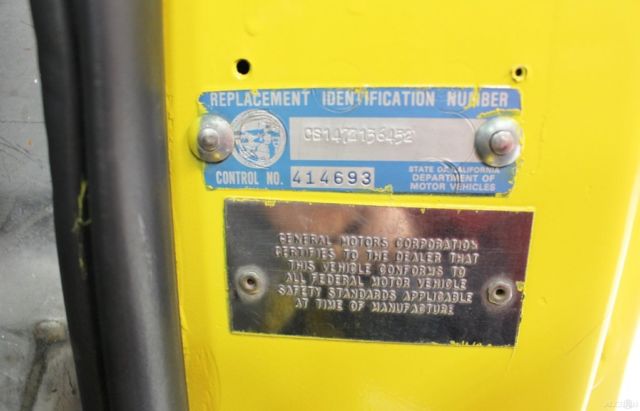 REPLACEMENT IDENTIFICATION NUMBER
CS1472136432
CONTROL NO. 414693
STATE OF CALIFORNIA
DEPARTMENT OF
MOTOR VEHICLES
GENERAL MOTORS CORPORATION
CERTIFIES TO THE DEALER THAT
THIS VEHICLE CONFORMS TO
ALL FEDERAL MOTOR VEHICLE
SAFETY STANDARDS APPLICABLE
AT TIME OF MANUFACTURE